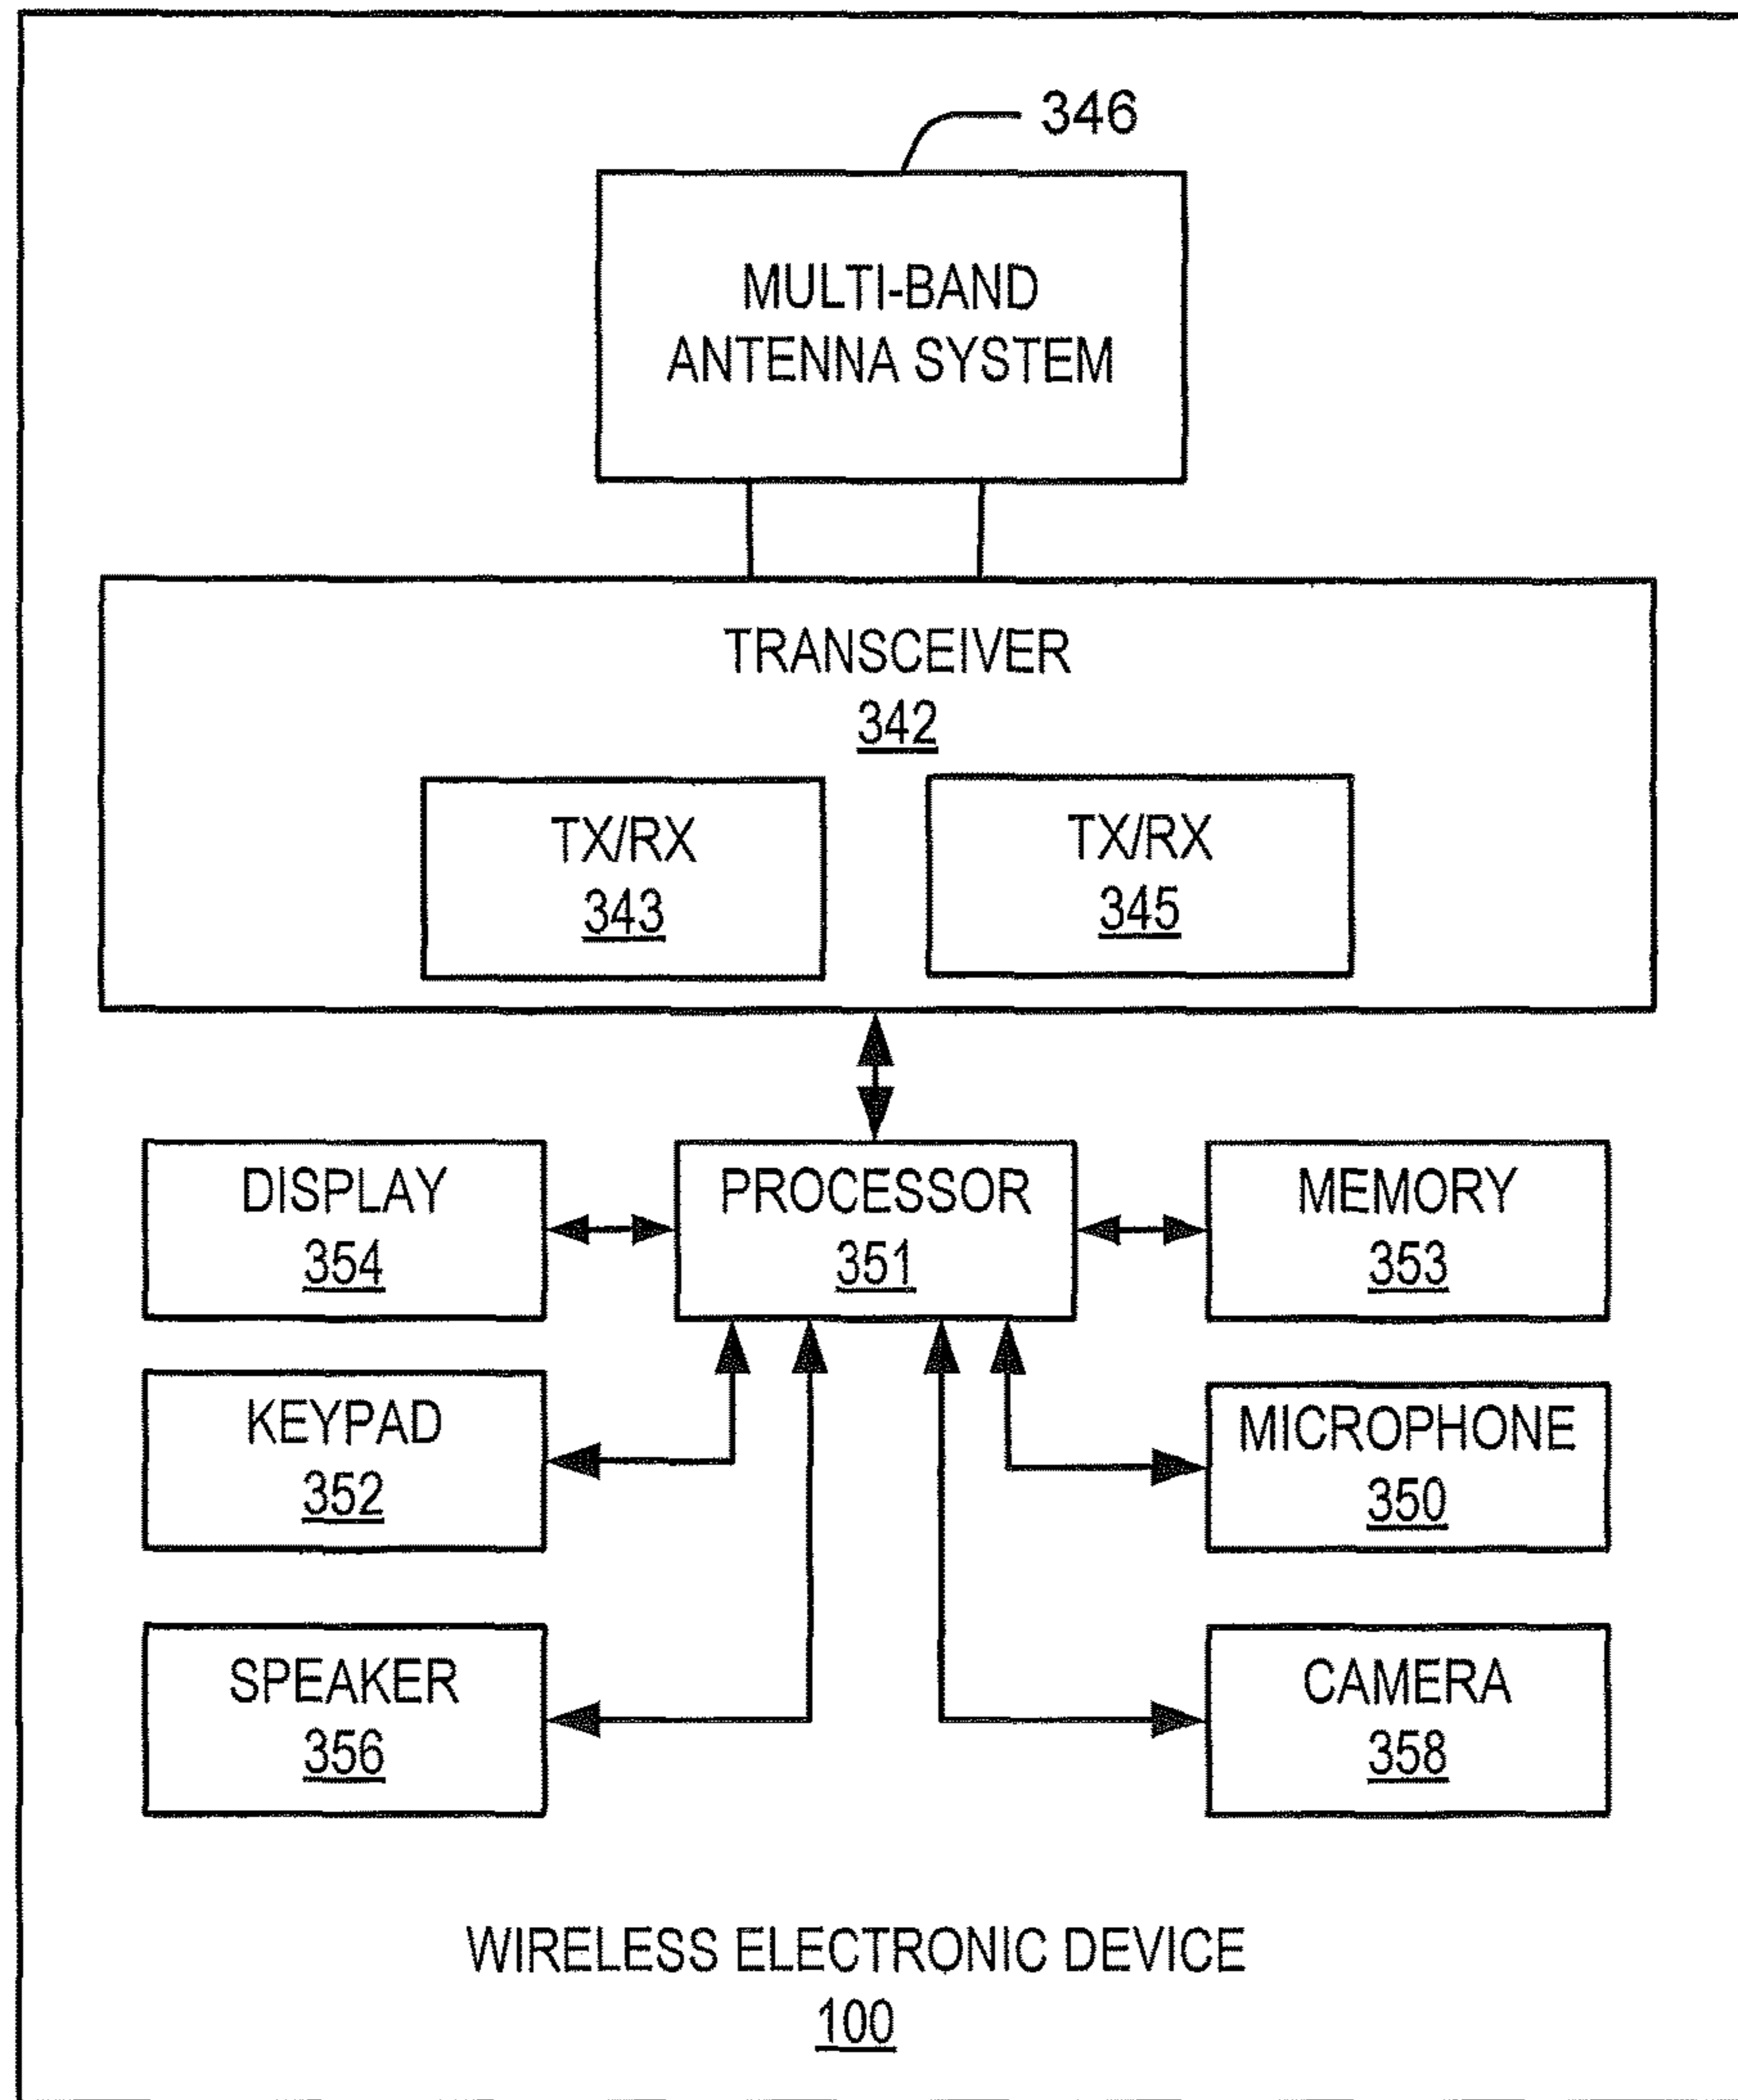 346
MULTI-BAND
ANTENNA SYSTEM
TRANSCEIVER
342
TX/RX
343
TX/RX
345
DISPLAY
354
PROCESSOR
351
MEMORY
353
KEYPAD
352
MICROPHONE
350
SPEAKER
356
CAMERA
358
WIRELESS ELECTRONIC DEVICE
100